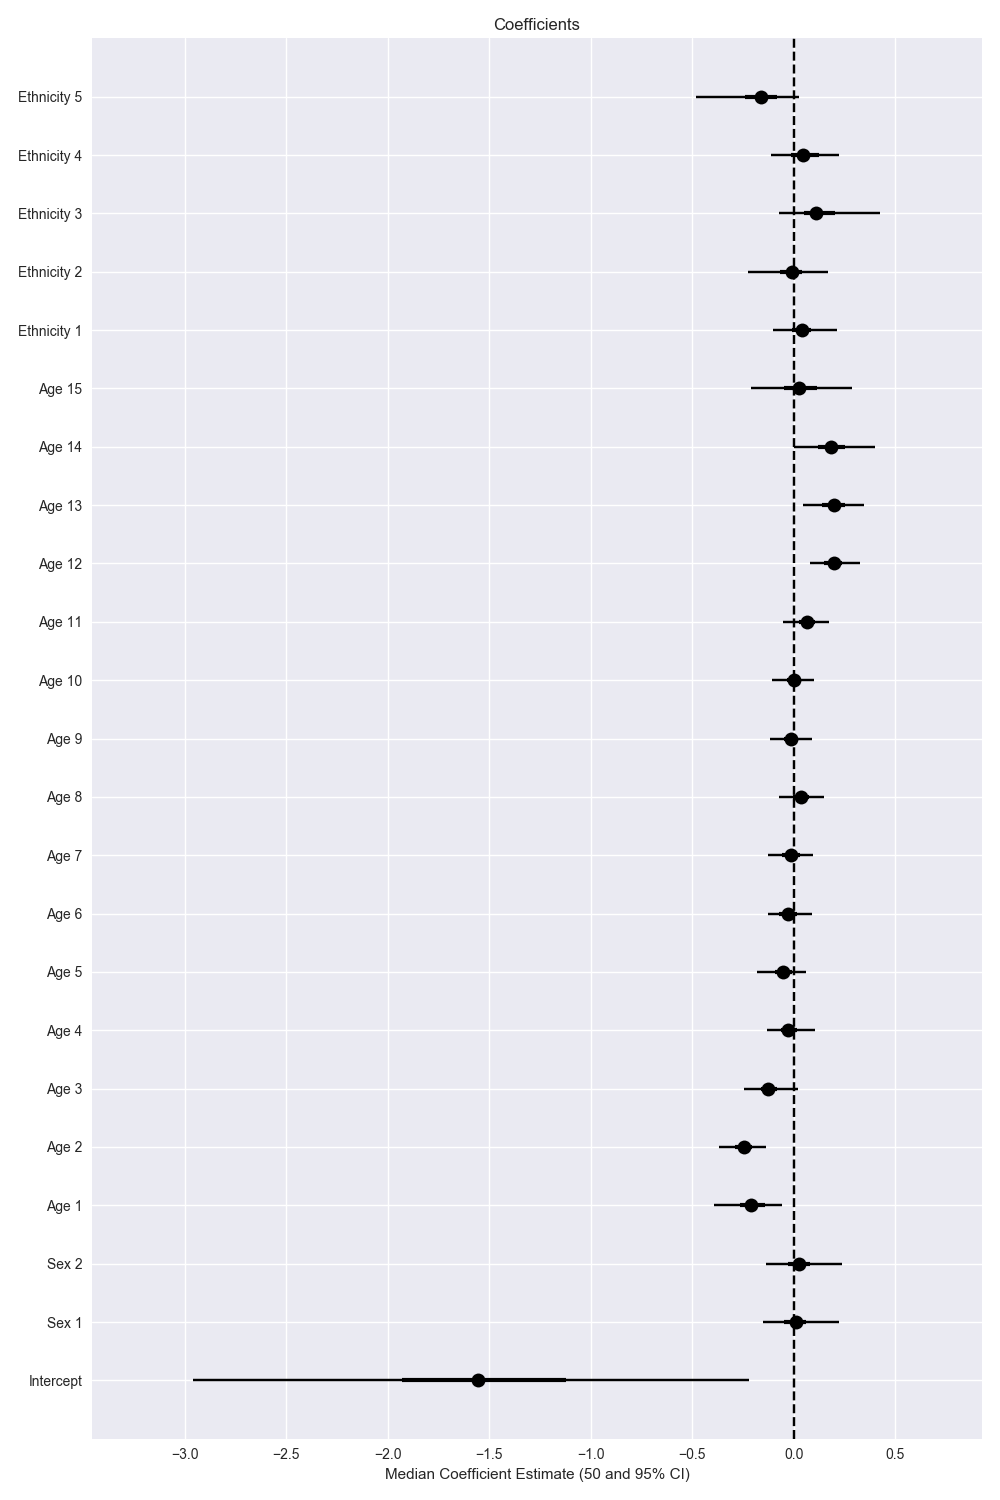 Coefficients
Ethnicity 5
Ethnicity 4
Ethnicity 3
Ethnicity 2
Ethnicity 1
Age 15
Age 14
Age 13
Age 12
Age 11
Age 10
Age 9
Age 8
Age 7
Age 6
Age 5
Age 4
Age 3
Age 2
Age 1
Sex 2
Sex 1
Intercept
−3.0 −2.5 −2.0 −1.5 −1.0 −0.5 0.0 0.5
Median Coefficient Estimate (50 and 95% CI)